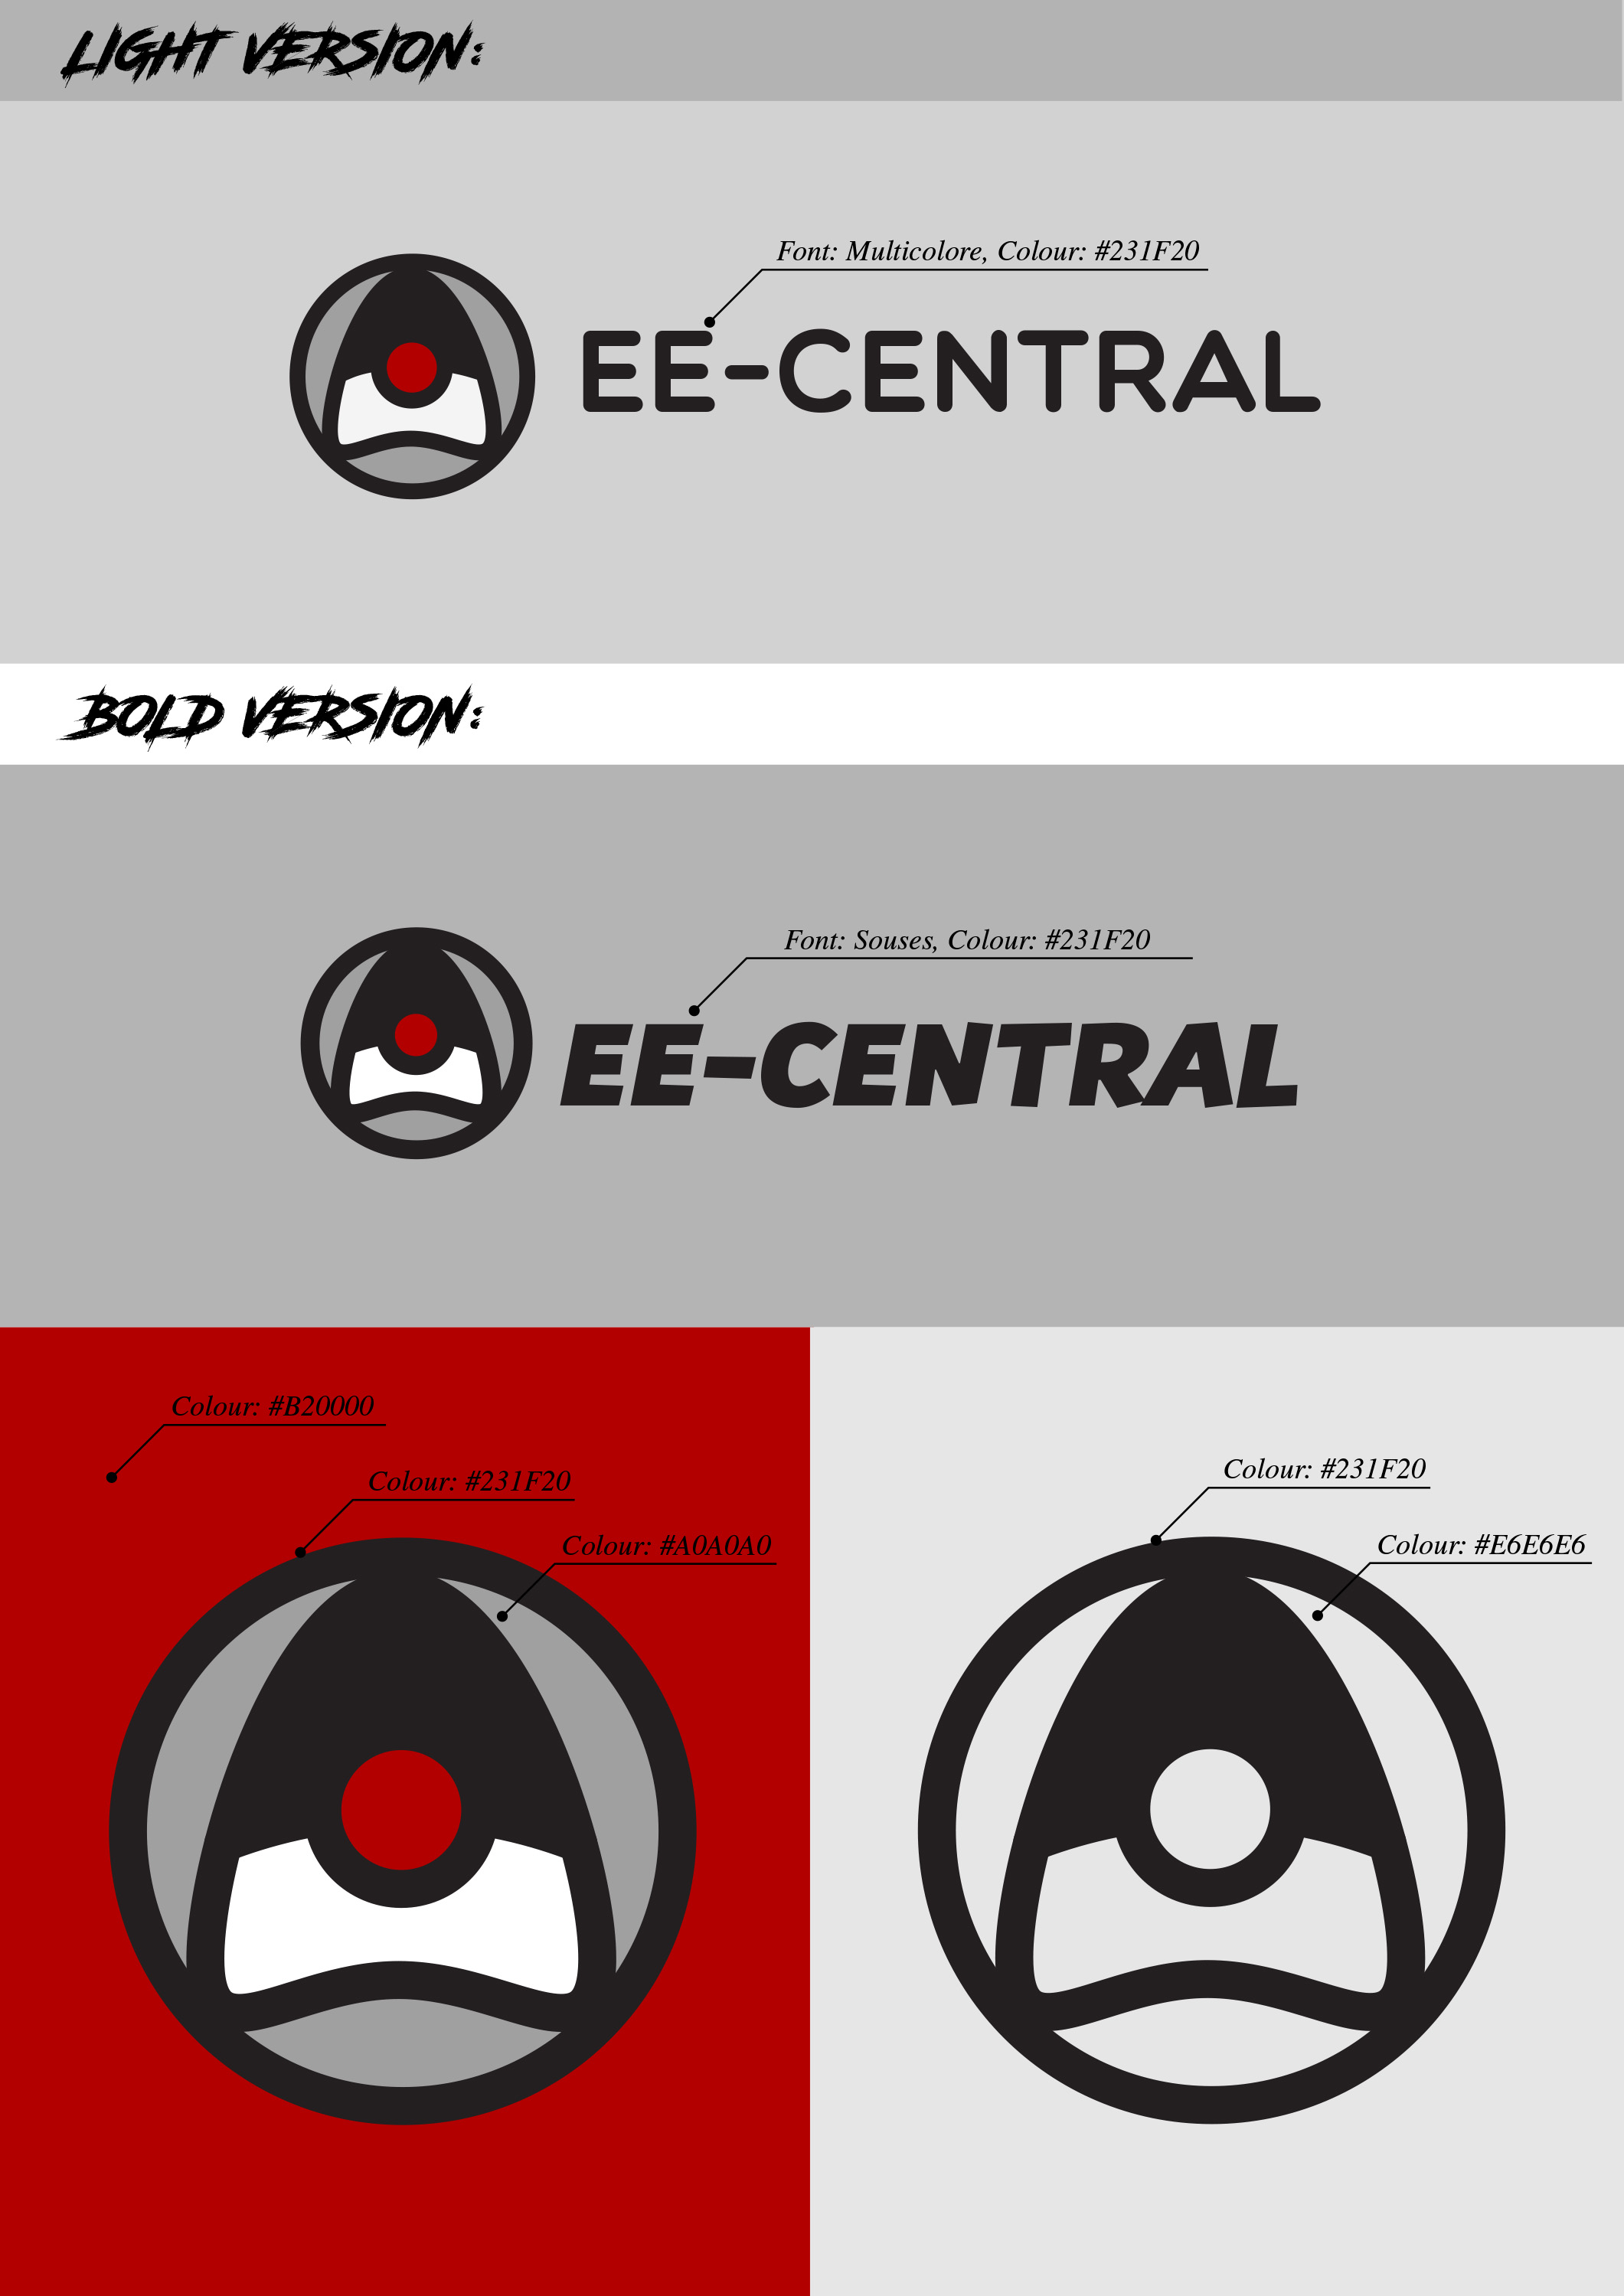 LIGHT VERSION:
Font: Multicolore, Colour: #231F20
EE-CENTRAL
BOLD VERSION:
Font: Souses, Colour: #231F20
EE-CENTRAL
Colour: #B20000
Colour: #231F20
Colour: #A0A0A0
Colour: #231F20
Colour: #E6E6E6